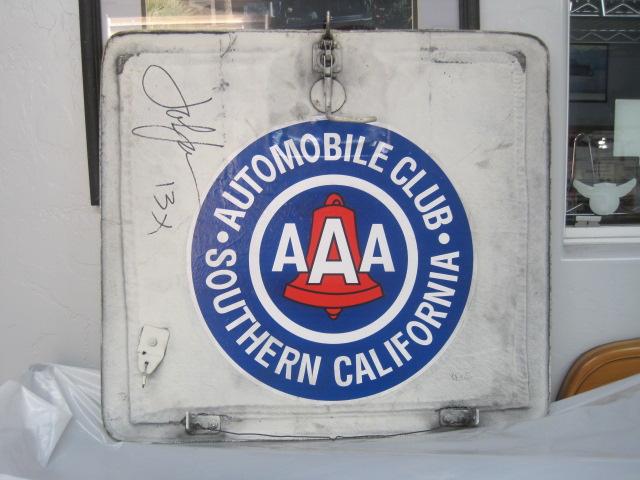 13x
• AUTOMOBILE CLUB •
AAA
SOUTHERN CALIFORNIA